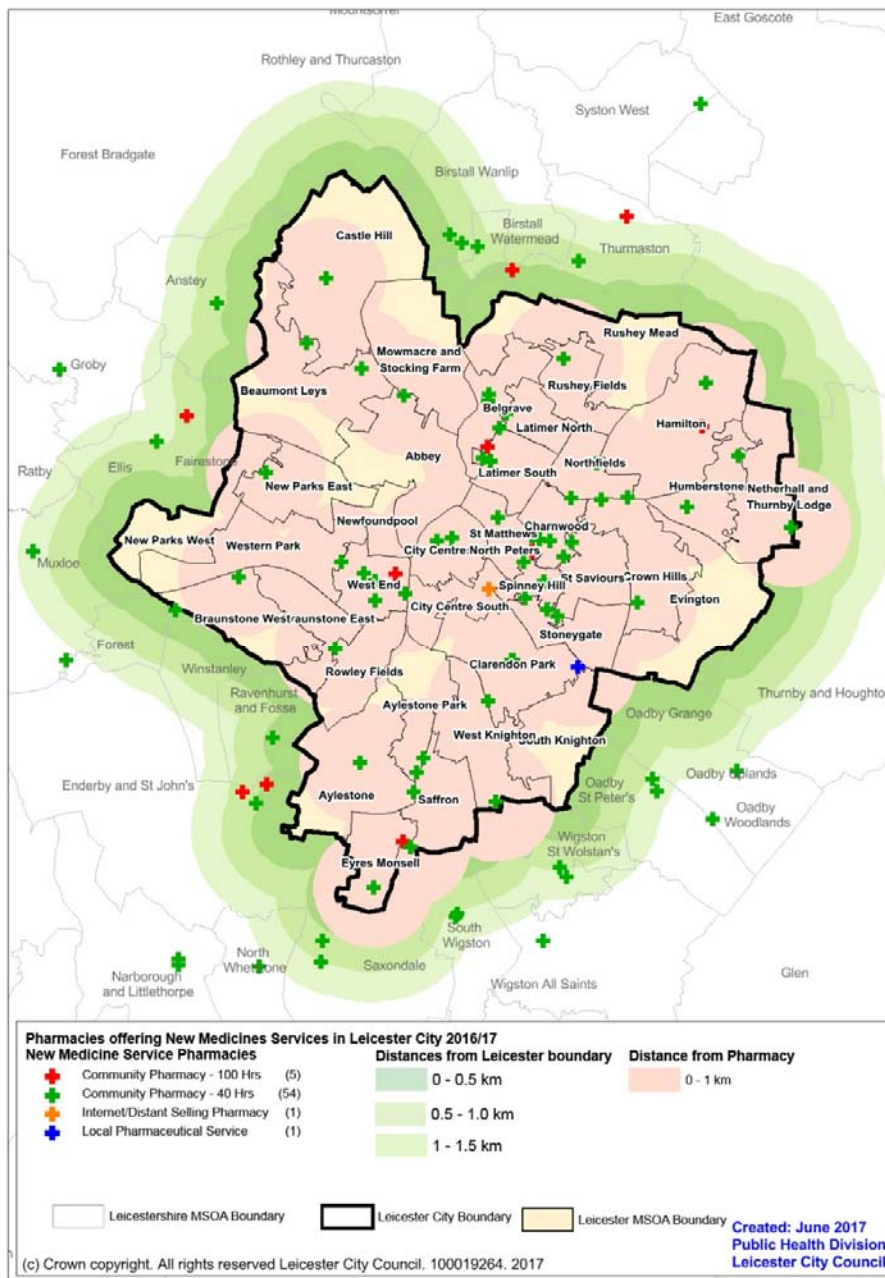 Mountsorrel
East Goscote
Rothley and Thurcaston
Syston West
Forest Bradgate
Birstall Wanlip
Castle Hill
Birstall
Watermead
Thurmaston
Anstey
Rushey Mead
Groby
Mowmacre and
Stocking Farm
Rushey Fields
Beaumont Leys
Belgrave
Latimer North
Hamilton
Ratby
Ellis
Fairestone
Abbey
Latimer South
Northfields
New Parks East
Humberstone
Netherhall and
Thurnby Lodge
Newfoundpool
New Parks West
Western Park
St Matthews
Charnwood
City Centre North
Peters
Muxloe
West End
Spinney Hill
St Saviours
Crown Hills
Evington
City Centre South
Braunstone West
raunstone East
Stoneygate
Forest
Winstanley
Rowley Fields
Clarendon Park
Ravenhurst
and Fosse
Aylestone Park
Thurnby and Houghto
Oadby Grange
West Knighton
South Knighton
Enderby and St John's
Aylestone
Saffron
Oadby
St Peter's
Oadby Uplands
Oadby
Woodlands
Wigston
St Wolstan's
Eyres Monsell
South
Wigston
North
Whetstone
Saxondale
Narborough
and Littlethorpe
Wigston All Saints
Glen
Pharmacies offering New Medicines Services in Leicester City 2016/17
New Medicine Service Pharmacies
Community Pharmacy - 100 Hrs (5)
Community Pharmacy - 40 Hrs (54)
Internet/Distant Selling Pharmacy (1)
Local Pharmaceutical Service (1)
Distances from Leicester boundary
0 - 0.5 km
0.5 - 1.0 km
1 - 1.5 km
Distance from Pharmacy
0 - 1 km
Leicestershire MSOA Boundary
Leicester City Boundary
Leicester MSOA Boundary
Created: June 2017
Public Health Division
Leicester City Council
(c) Crown copyright. All rights reserved Leicester City Council. 100019264. 2017